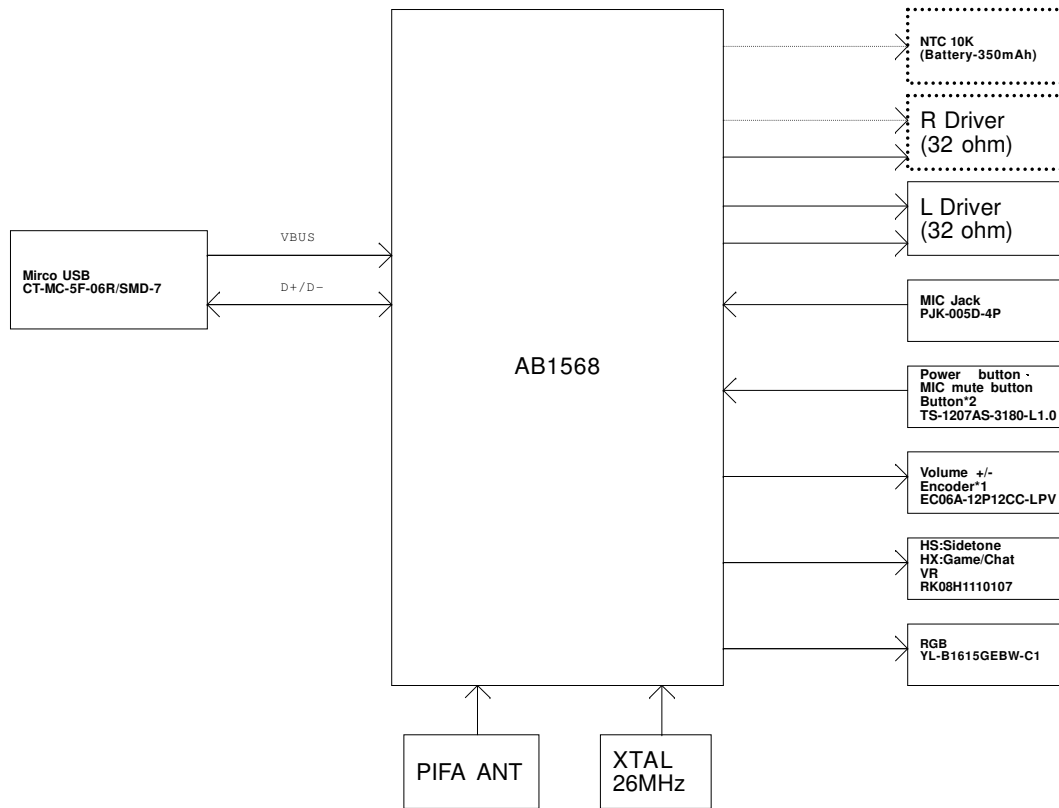 NTC 10K
(Battery-350mAh)
R Driver
(32 ohm)
L Driver
(32 ohm)
VBUS
Mirco USB
CT-MC-5F-06R/SMD-7
D+/D-
MIC Jack
PJK-005D-4P
AB1568
Power button .
MIC mute button
Button*2
TS-1207AS-3180-L1.0
Volume +/-
Encoder*1
EC06A-12P12CC-LPV
HS:Sidetone
HX:Game/Chat
VR
RK08H1110107
RGB
YL-B1615GEBW-C1
PIFA ANT
XTAL
26MHz